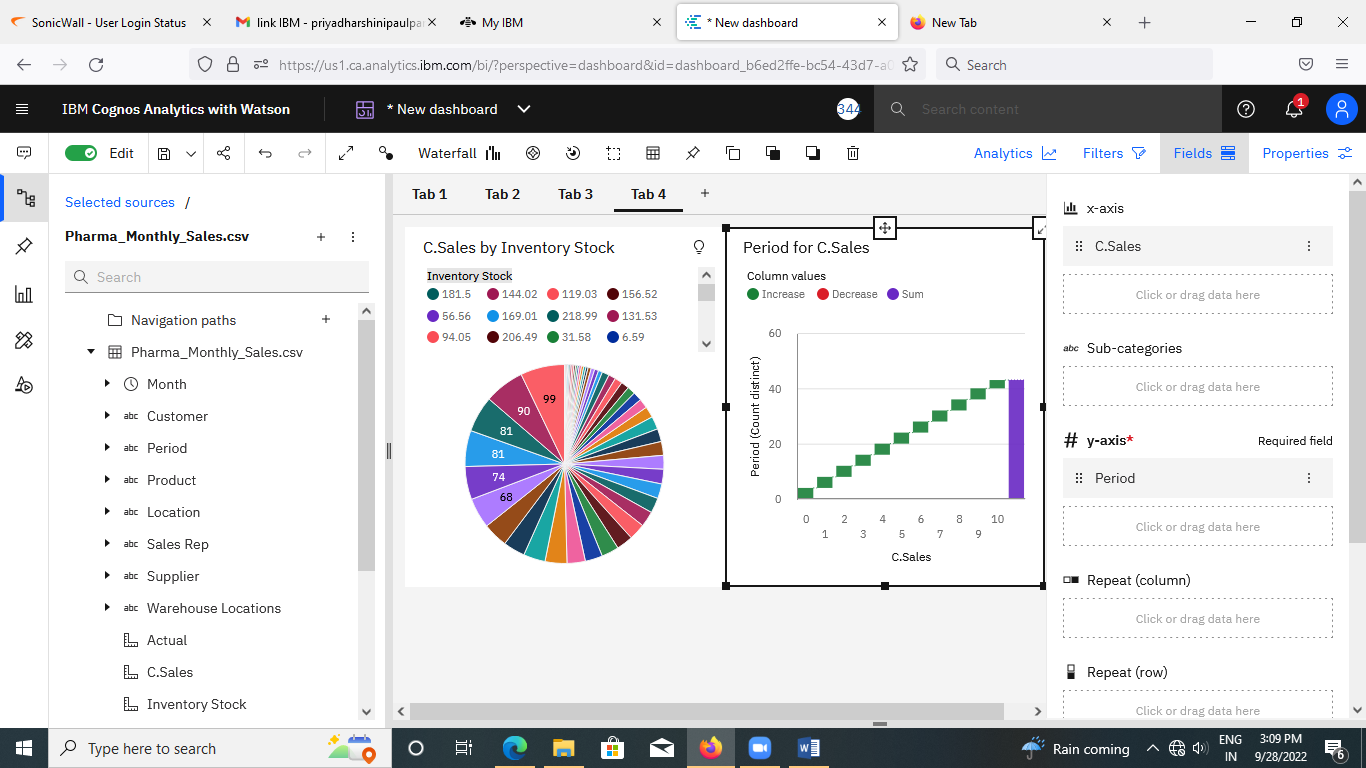 SonicWall - User Login Status
link IBM - priyadharshinipaulpa
My IBM
* New dashboard
New Tab
https://us1.ca.analytics.ibm.com/bi/?perspective=dashboard&id=dashboard_b6ed2ffe-bc54-43d7-a0
Search
IBM Cognos Analytics with Watson
* New dashboard
344
Search content
1
Edit
Waterfall
Analytics
Filters
Fields
Properties
Selected sources /
Pharma_Monthly_Sales.csv
Search
Navigation paths
Pharma_Monthly_Sales.csv
Month
abc Customer
abc Period
abc Product
abc Location
abc Sales Rep
abc Supplier
abc Warehouse Locations
Actual
C.Sales
Inventory Stock
Tab 1 Tab 2 Tab 3 Tab 4
C.Sales by Inventory Stock
Inventory Stock
181.5 144.02 119.03 156.52
56.56 169.01 218.99 131.53
94.05 206.49 31.58 6.59
99
90
81
81
74
68
Period for C.Sales
Column values
Increase Decrease Sum
Period (Count distinct)
60
40
20
0
0 2 4 6 8 10
1 3 5 7 9
C.Sales
x-axis
C.Sales
Click or drag data here
abc Sub-categories
Click or drag data here
# y-axis* Required field
Period
Click or drag data here
Repeat (column)
Click or drag data here
Repeat (row)
Click or drag data here
Type here to search
Rain coming
ENG
IN
3:09 PM
9/28/2022
6